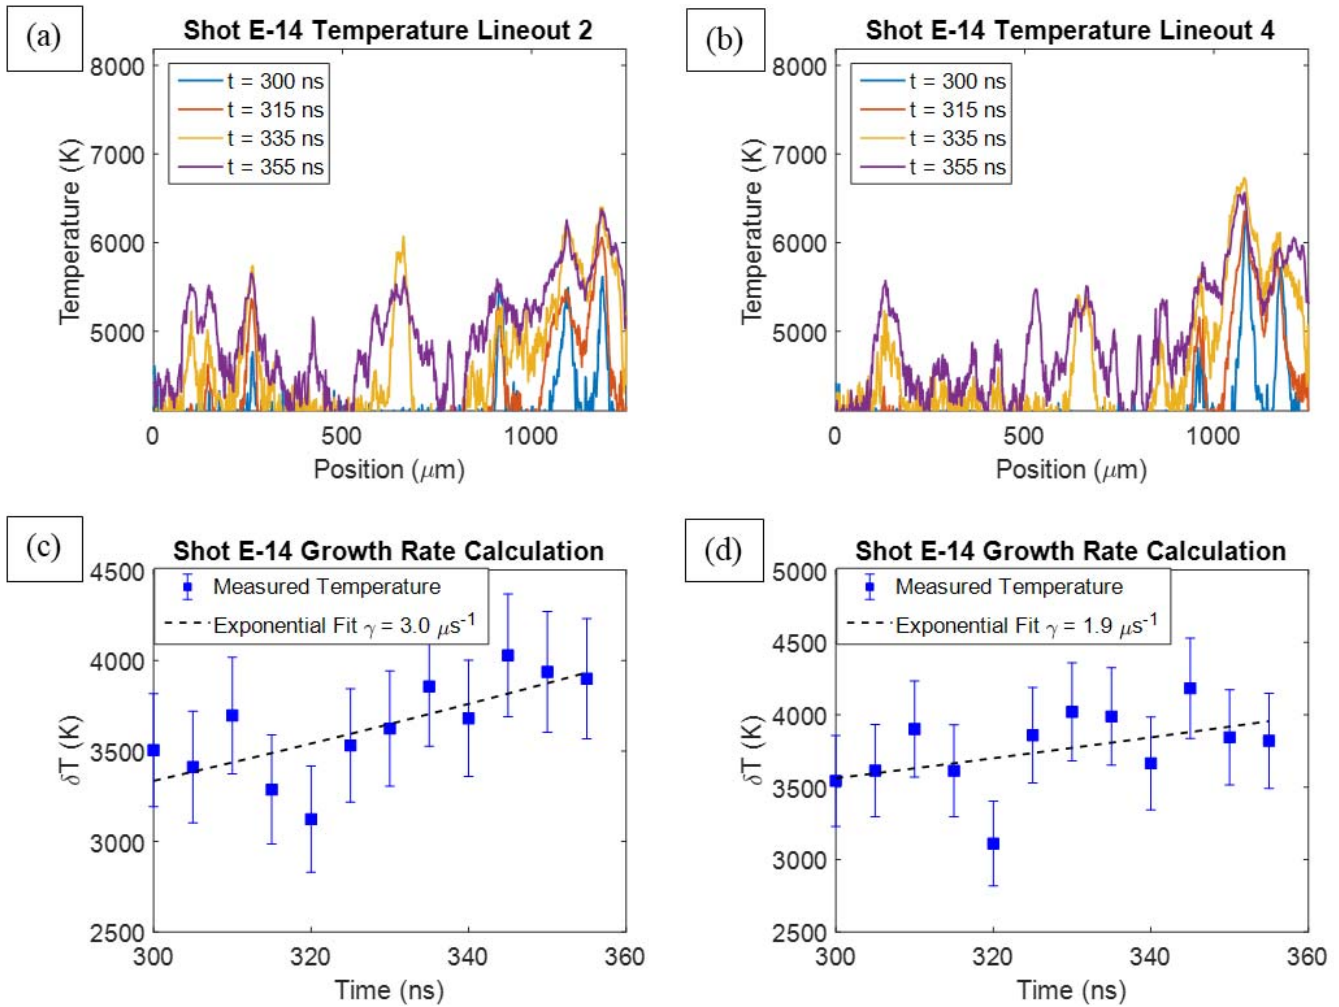 (a)
Shot E-14 Temperature Lineout 2
8000
7000
6000
5000
Temperature (K)
t = 300 ns
t = 315 ns
t = 335 ns
t = 355 ns
0
500
1000
Position (μm)
(b)
Shot E-14 Temperature Lineout 4
8000
7000
6000
5000
Temperature (K)
t = 300 ns
t = 315 ns
t = 335 ns
t = 355 ns
0
500
1000
Position (μm)
(c)
Shot E-14 Growth Rate Calculation
4500
4000
3500
3000
2500
δT (K)
Measured Temperature
Exponential Fit γ = 3.0 μs-1
300
320
340
360
Time (ns)
(d)
Shot E-14 Growth Rate Calculation
5000
4500
4000
3500
3000
2500
δT (K)
Measured Temperature
Exponential Fit γ = 1.9 μs-1
300
320
340
360
Time (ns)